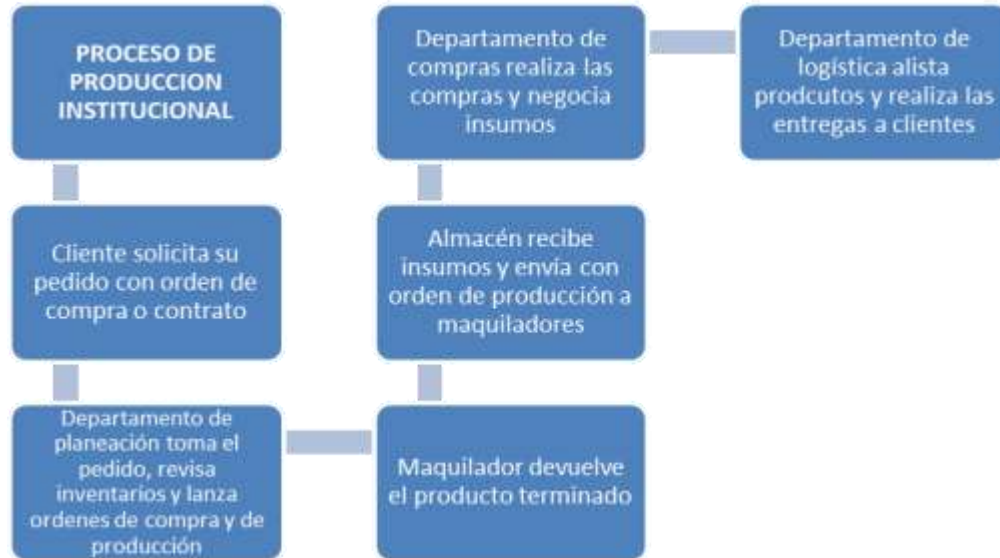 PROCESO DE
PRODUCCION
INSTITUCIONAL
Cliente solicita su
pedido con orden de
compra o contrato
Departamento de
planeación toma el
pedido, revisa
inventarios y lanza
ordenes de compra y de
producción
Maquilador devuelve
el producto terminado
Almacén recibe
insumos y envía con
orden de producción a
maquiladores
Departamento de
compras realiza las
compras y negocia
insumos
Departamento de
logística alista
prodcutos y realiza las
entregas a clientes